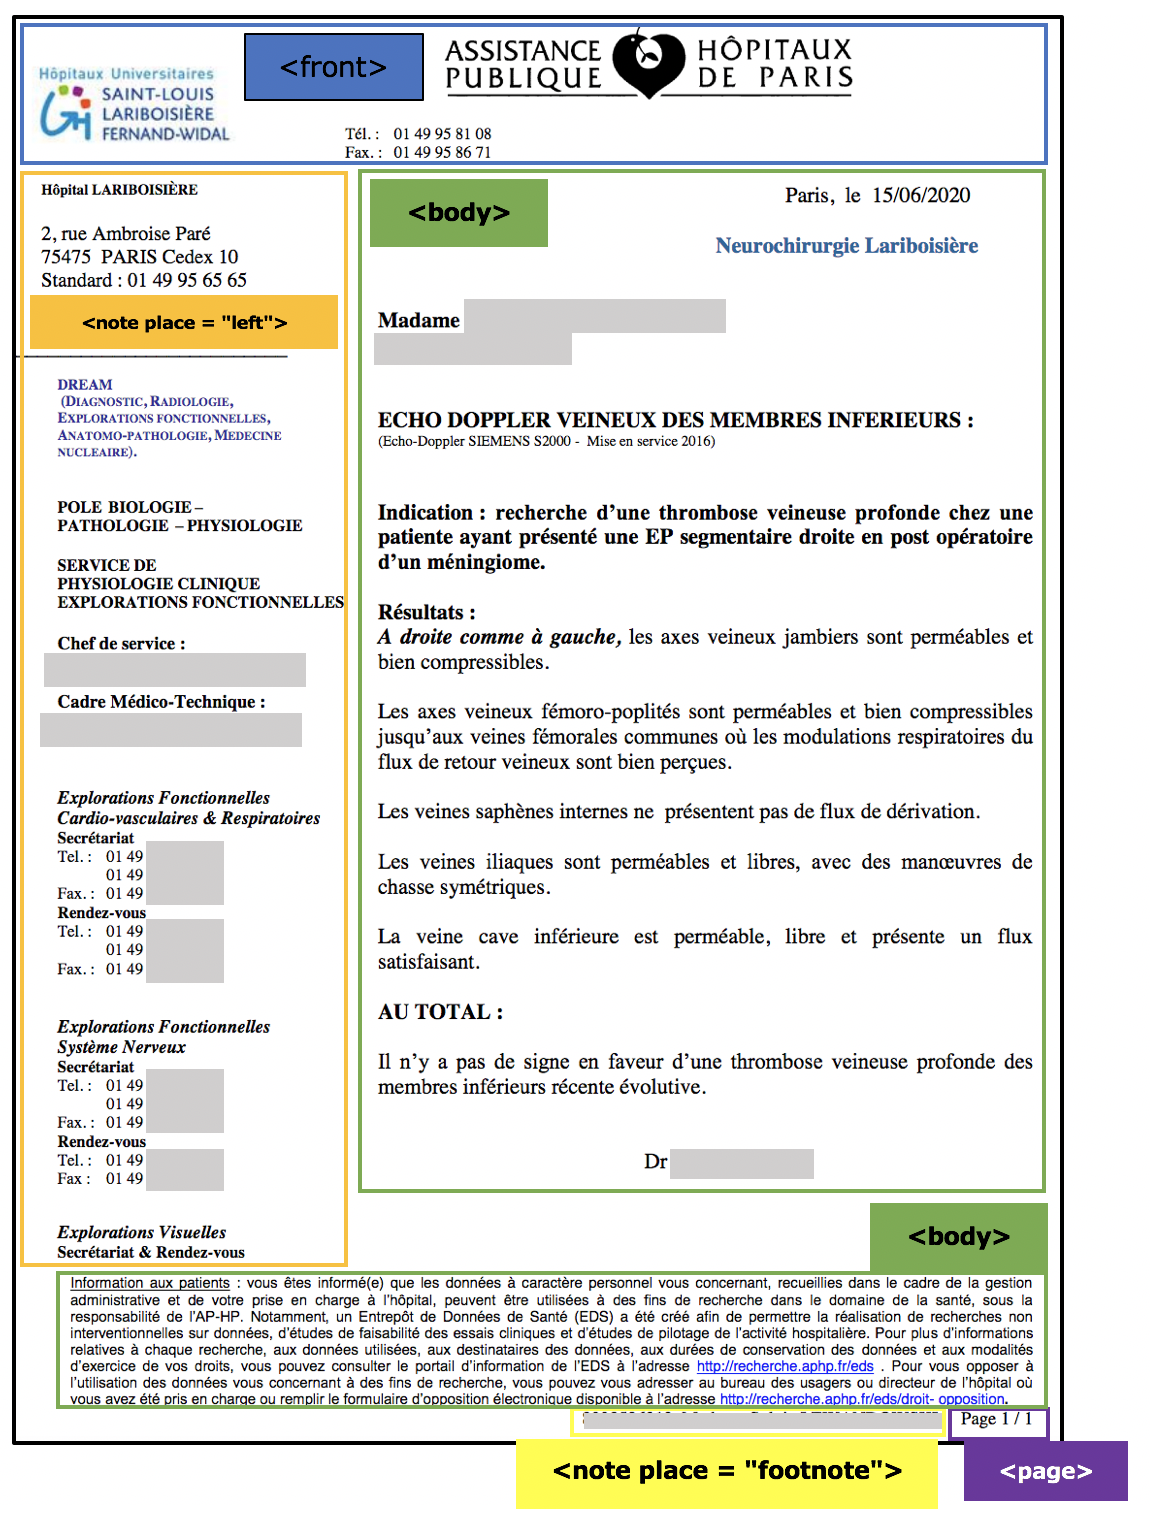 <front>
Hôpitaux Universitaires
SAINT-LOUIS
LARIBOISIÈRE
FERNAND-WIDAL
ASSISTANCE PUBLIQUE HÔPITAUX DE PARIS
Tél. : 01 49 95 81 08
Fax. : 01 49 95 86 71
Hôpital LARIBOISIÈRE
2, rue Ambroise Paré
75475 PARIS Cedex 10
Standard : 01 49 95 65 65
<note place = "left">
DREAM
(DIAGNOSTIC, RADIOLOGIE,
EXPLORATIONS FONCTIONNELLES,
ANATOMO-PATHOLOGIE, MEDECINE
NUCLEAIRE).
POLE BIOLOGIE –
PATHOLOGIE – PHYSIOLOGIE
SERVICE DE
PHYSIOLOGIE CLINIQUE
EXPLORATIONS FONCTIONNELLES
Chef de service :
Cadre Médico-Technique :
Explorations Fonctionnelles
Cardio-vasculaires & Respiratoires
Secrétariat
Tel. : 01 49
01 49
Fax. : 01 49
Rendez-vous
Tel. : 01 49
01 49
Fax. : 01 49
Explorations Fonctionnelles
Système Nerveux
Secrétariat
Tel. : 01 49
01 49
Fax. : 01 49
Rendez-vous
Tel. : 01 49
Fax : 01 49
Explorations Visuelles
Secrétariat & Rendez-vous
<body>
Paris, le 15/06/2020
Neurochirurgie Lariboisière
Madame
ECHO DOPPLER VEINEUX DES MEMBRES INFERIEURS :
(Echo-Doppler SIEMENS S2000 - Mise en service 2016)
Indication : recherche d’une thrombose veineuse profonde chez une
patiente ayant présenté une EP segmentaire droite en post opératoire
d’un méningiome.
Résultats :
A droite comme à gauche, les axes veineux jambiers sont perméables et
bien compressibles.
Les axes veineux fémoro-poplités sont perméables et bien compressibles
jusqu’aux veines fémorales communes où les modulations respiratoires du
flux de retour veineux sont bien perçues.
Les veines saphènes internes ne présentent pas de flux de dérivation.
Les veines iliaques sont perméables et libres, avec des manœuvres de
chasse symétriques.
La veine cave inférieure est perméable, libre et présente un flux
satisfaisant.
AU TOTAL :
Il n’y a pas de signe en faveur d’une thrombose veineuse profonde des
membres inférieurs récente évolutive.
Dr
<body>
Information aux patients : vous êtes informé(e) que les données à caractère personnel vous concernant, recueillies dans le cadre de la gestion
administrative et de votre prise en charge à l’hôpital, peuvent être utilisées à des fins de recherche dans le domaine de la santé, sous la
responsabilité de l’AP-HP. Notamment, un Entrepôt de Données de Santé (EDS) a été créé afin de permettre la réalisation de recherches non
interventionnelles sur données, d’études de faisabilité des essais cliniques et d’études de pilotage de l’activité hospitalière. Pour plus d’informations
relatives à chaque recherche, aux données utilisées, aux destinataires des données, aux durées de conservation des données et aux modalités
d’exercice de vos droits, vous pouvez consulter le portail d’information de l’EDS à l’adresse http://recherche.aphp.fr/eds . Pour vous opposer à
l’utilisation des données vous concernant à des fins de recherche, vous pouvez vous adresser au bureau des usagers ou directeur de l’hôpital où
vous avez été pris en charge ou remplir le formulaire d’opposition électronique disponible à l’adresse http://recherche.aphp.fr/eds/droit- opposition.
Page 1 / 1
<note place = "footnote">
<page>